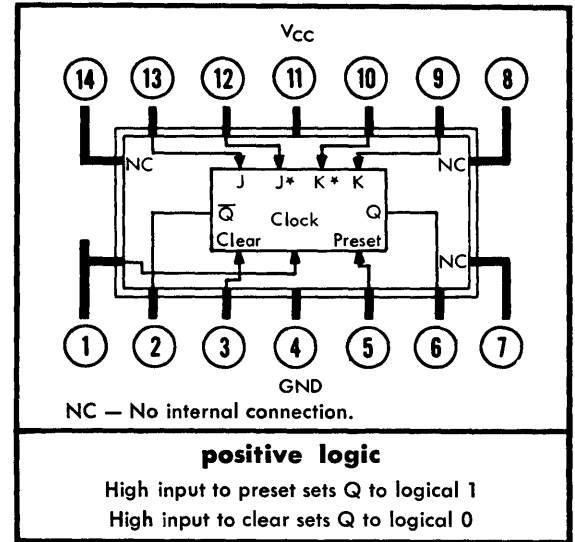 Vcc
14 13 12 11 10 9 8
NC NC
J J* K* K
Q̅ Clock Q
Clear Preset
NC
1 2 3 4 5 6 7
GND
NC — No internal connection.
positive logic
High input to preset sets Q to logical 1
High input to clear sets Q to logical 0